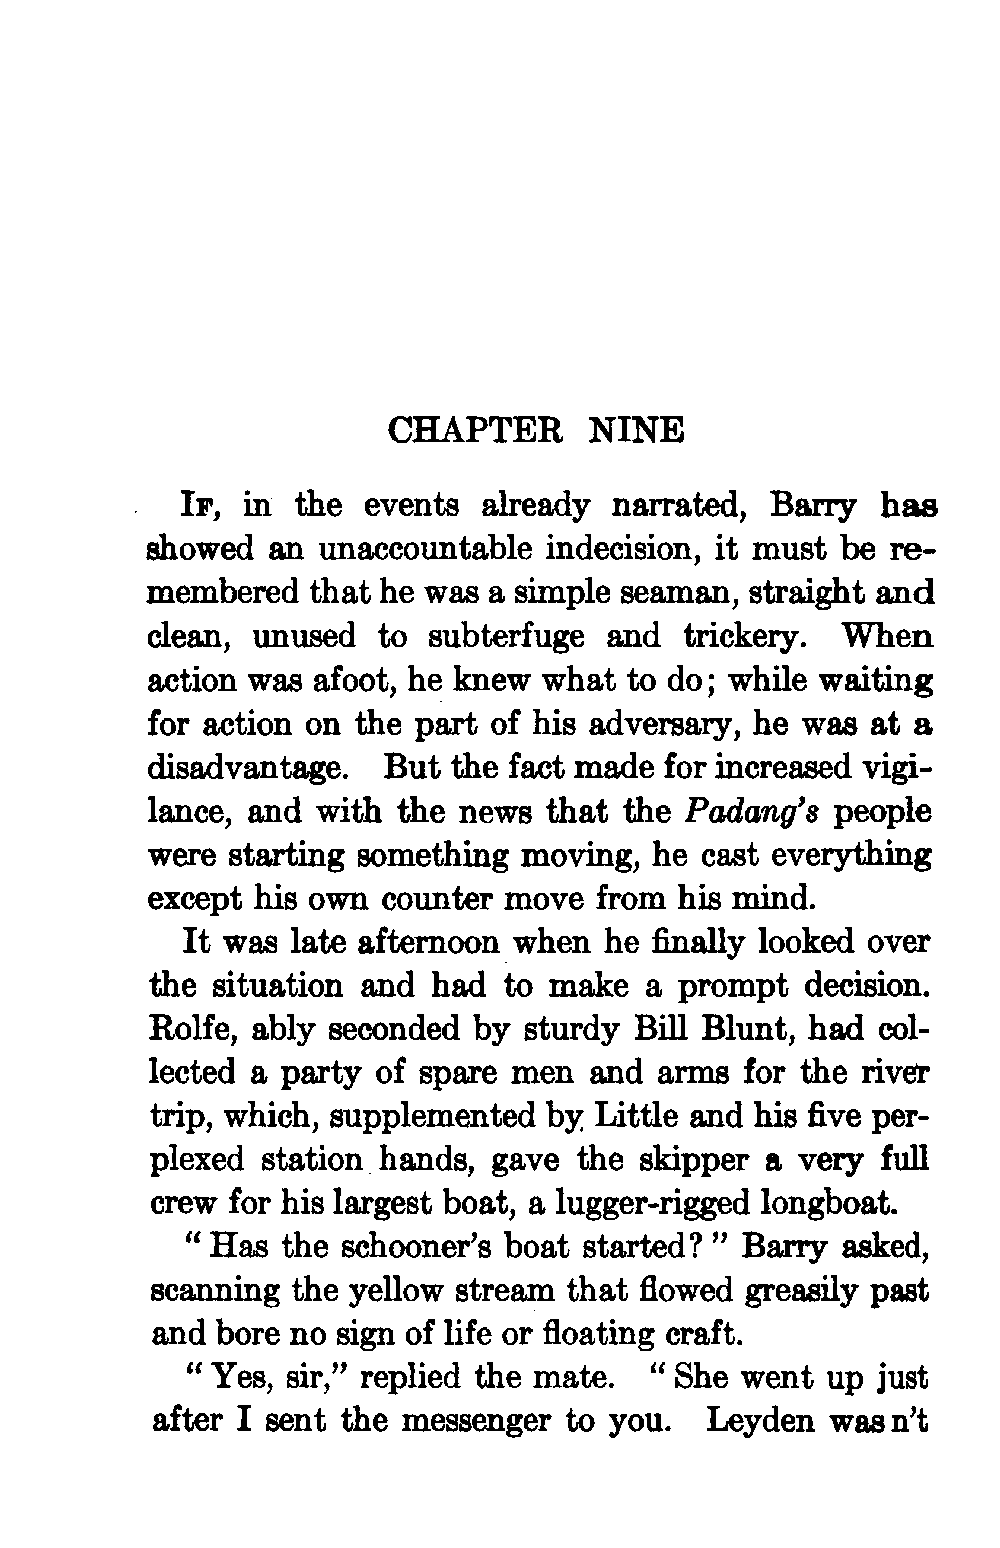 CHAPTER NINE
IF, in the events already narrated, Barry has
showed an unaccountable indecision, it must be re-
membered that he was a simple seaman, straight and
clean, unused to subterfuge and trickery. When
action was afoot, he knew what to do; while waiting
for action on the part of his adversary, he was at a
disadvantage. But the fact made for increased vigi-
lance, and with the news that the Padang's people
were starting something moving, he cast everything
except his own counter move from his mind.
It was late afternoon when he finally looked over
the situation and had to make a prompt decision.
Rolfe, ably seconded by sturdy Bill Blunt, had col-
lected a party of spare men and arms for the river
trip, which, supplemented by Little and his five per-
plexed station hands, gave the skipper a very full
crew for his largest boat, a lugger-rigged longboat.
"Has the schooner's boat started?" Barry asked,
scanning the yellow stream that flowed greasily past
and bore no sign of life or floating craft.
"Yes, sir," replied the mate. "She went up just
after I sent the messenger to you. Leyden was n't